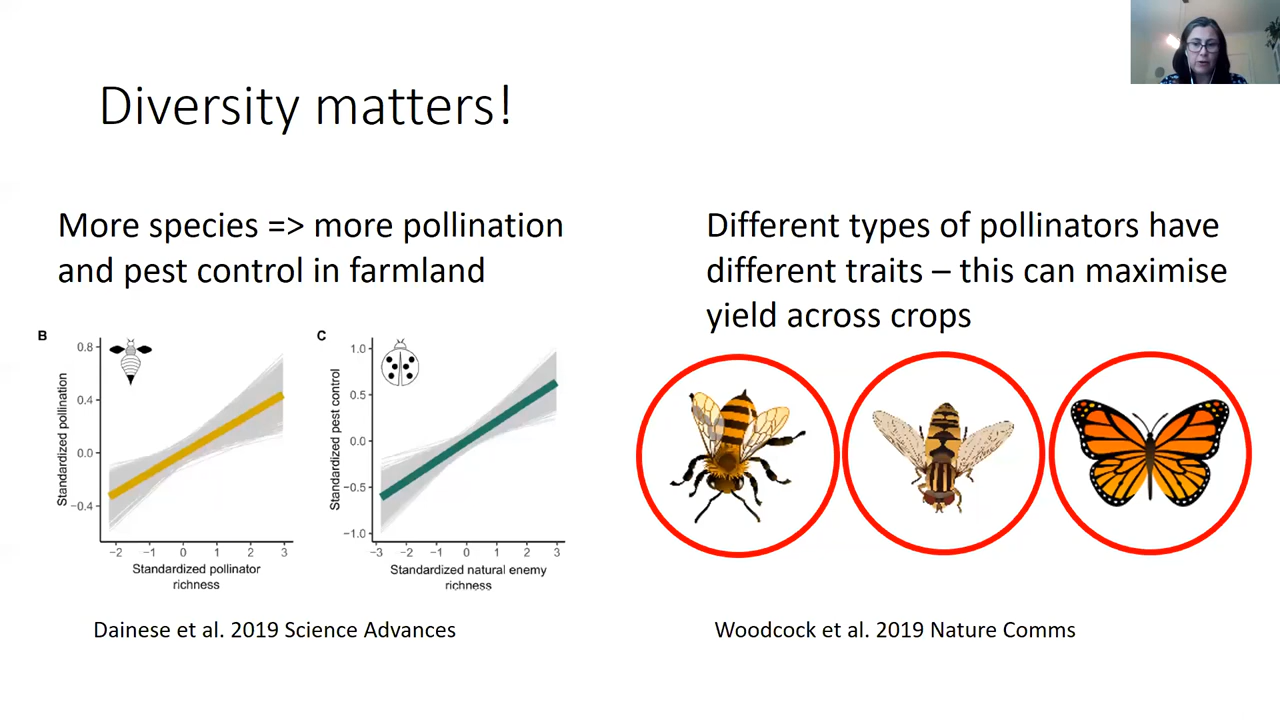 Diversity matters!
More species => more pollination
and pest control in farmland
B
Standardized pollination
0.8
0.4
0.0
−0.4
−2 −1 0 1 2 3
Standardized pollinator
richness
C
Standardized pest control
1.0
0.5
0.0
−0.5
−1.0
−3 −2 −1 0 1 2 3
Standardized natural enemy
richness
Dainese et al. 2019 Science Advances
Different types of pollinators have
different traits – this can maximise
yield across crops
Woodcock et al. 2019 Nature Comms